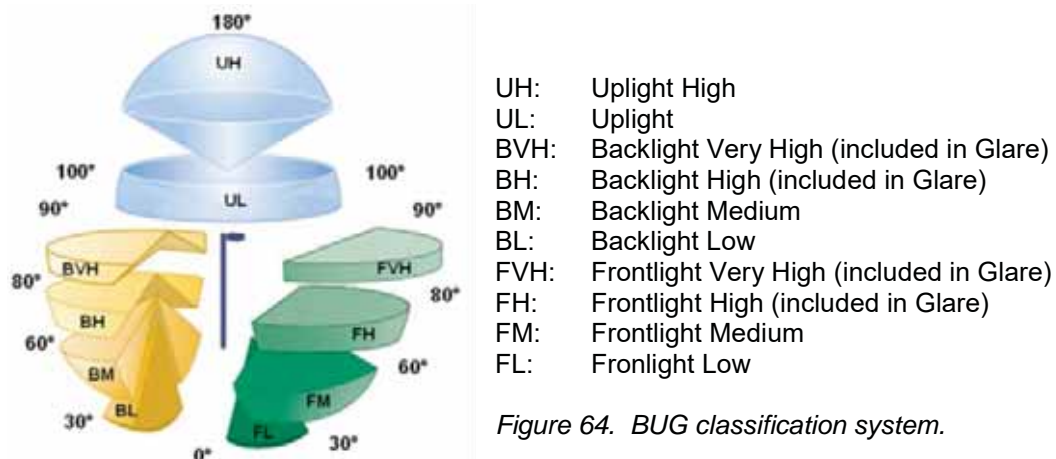 180°
UH
100° 100°
UL
90° 90°
BVH FVH
80° 80°
BH FH
60° 60°
BM FM
BL FL
30° 30°
0°
UH: Uplight High
UL: Uplight
BVH: Backlight Very High (included in Glare)
BH: Backlight High (included in Glare)
BM: Backlight Medium
BL: Backlight Low
FVH: Frontlight Very High (included in Glare)
FH: Frontlight High (included in Glare)
FM: Frontlight Medium
FL: Fronlight Low
Figure 64. BUG classification system.